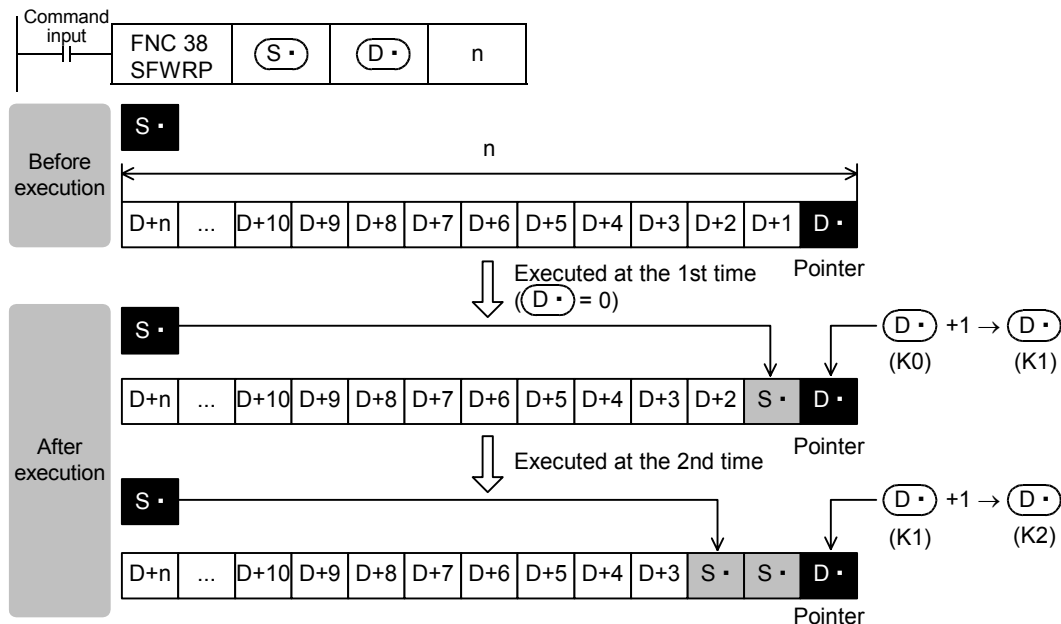 Command
input
FNC 38
SFWRP
S・
D・
n
Before
execution
S・
n
D+n ... D+10 D+9 D+8 D+7 D+6 D+5 D+4 D+3 D+2 D+1 D・
Pointer
Executed at the 1st time
(D・ = 0)
After
execution
S・
D・ +1 → D・
(K0) (K1)
D+n ... D+10 D+9 D+8 D+7 D+6 D+5 D+4 D+3 D+2 S・ D・
Pointer
Executed at the 2nd time
S・
D・ +1 → D・
(K1) (K2)
D+n ... D+10 D+9 D+8 D+7 D+6 D+5 D+4 D+3 S・ S・ D・
Pointer